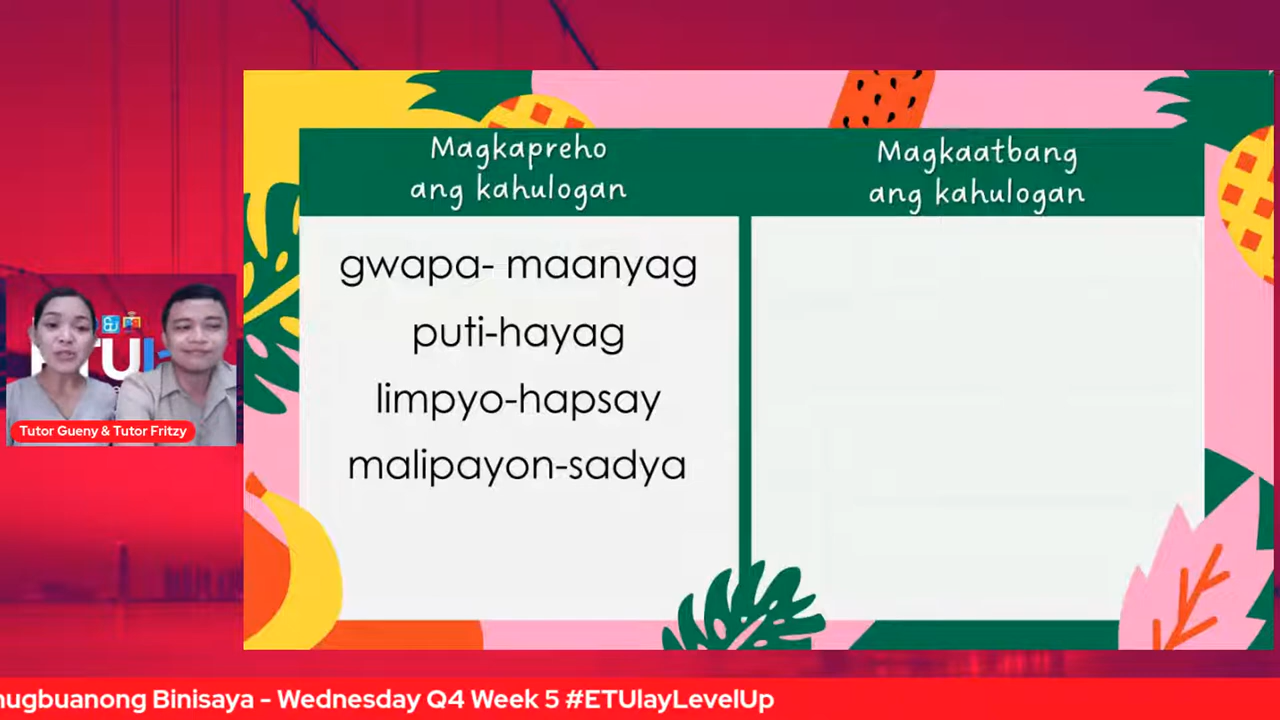 Magkapreho
ang kahulogan
Magkaatbang
ang kahulogan
gwapa- maanyag
puti-hayag
limpyo-hapsay
malipayon-sadya
Tutor Gueny & Tutor Fritzy
Binisaya - Wednesday Q4 Week 5 #ETUlayLevelUp